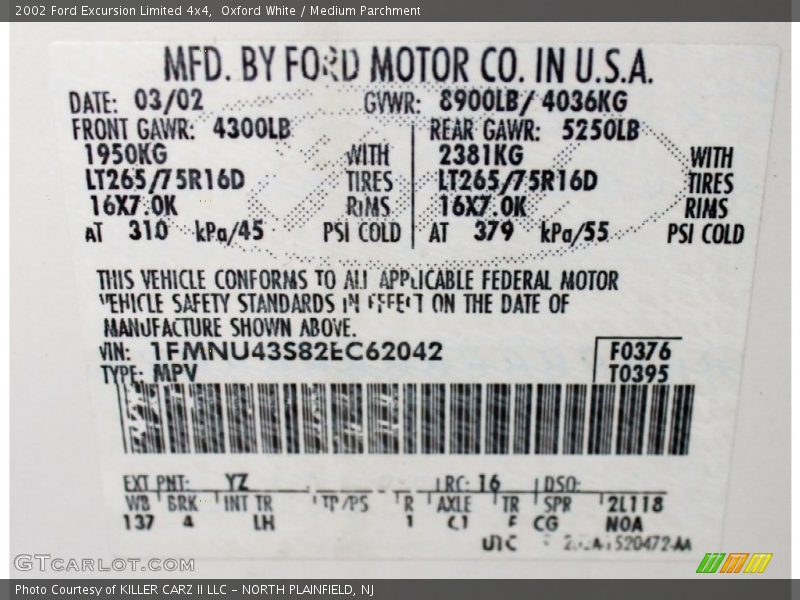 2002 Ford Excursion Limited 4x4, Oxford White / Medium Parchment
MFD. BY FORD MOTOR CO. IN U.S.A.
DATE: 03/02 GVWR: 8900LB/ 4036KG
FRONT GAWR: 4300LB REAR GAWR: 5250LB
1950KG WITH 2381KG WITH
LT265/75R16D TIRES LT265/75R16D TIRES
16X7.0K RIMS 16X7.0K RIMS
AT 310 kPa/45 PSI COLD AT 379 kPa/55 PSI COLD
THIS VEHICLE CONFORMS TO ALL APPLICABLE FEDERAL MOTOR
VEHICLE SAFETY STANDARDS IN EFFECT ON THE DATE OF
MANUFACTURE SHOWN ABOVE.
VIN: 1FMNU43S82EC62042 F0376
TYPE: MPV T0395
EXT PNT: YZ RC: 16 DSO:
WB BRK INT TR TP/PS R AXLE TR SPR 2L118
137 4 LH 1 C1 CG N0A
UTC
GTCARLOT.COM
Photo Courtesy of KILLER CARZ II LLC - NORTH PLAINFIELD, NJ